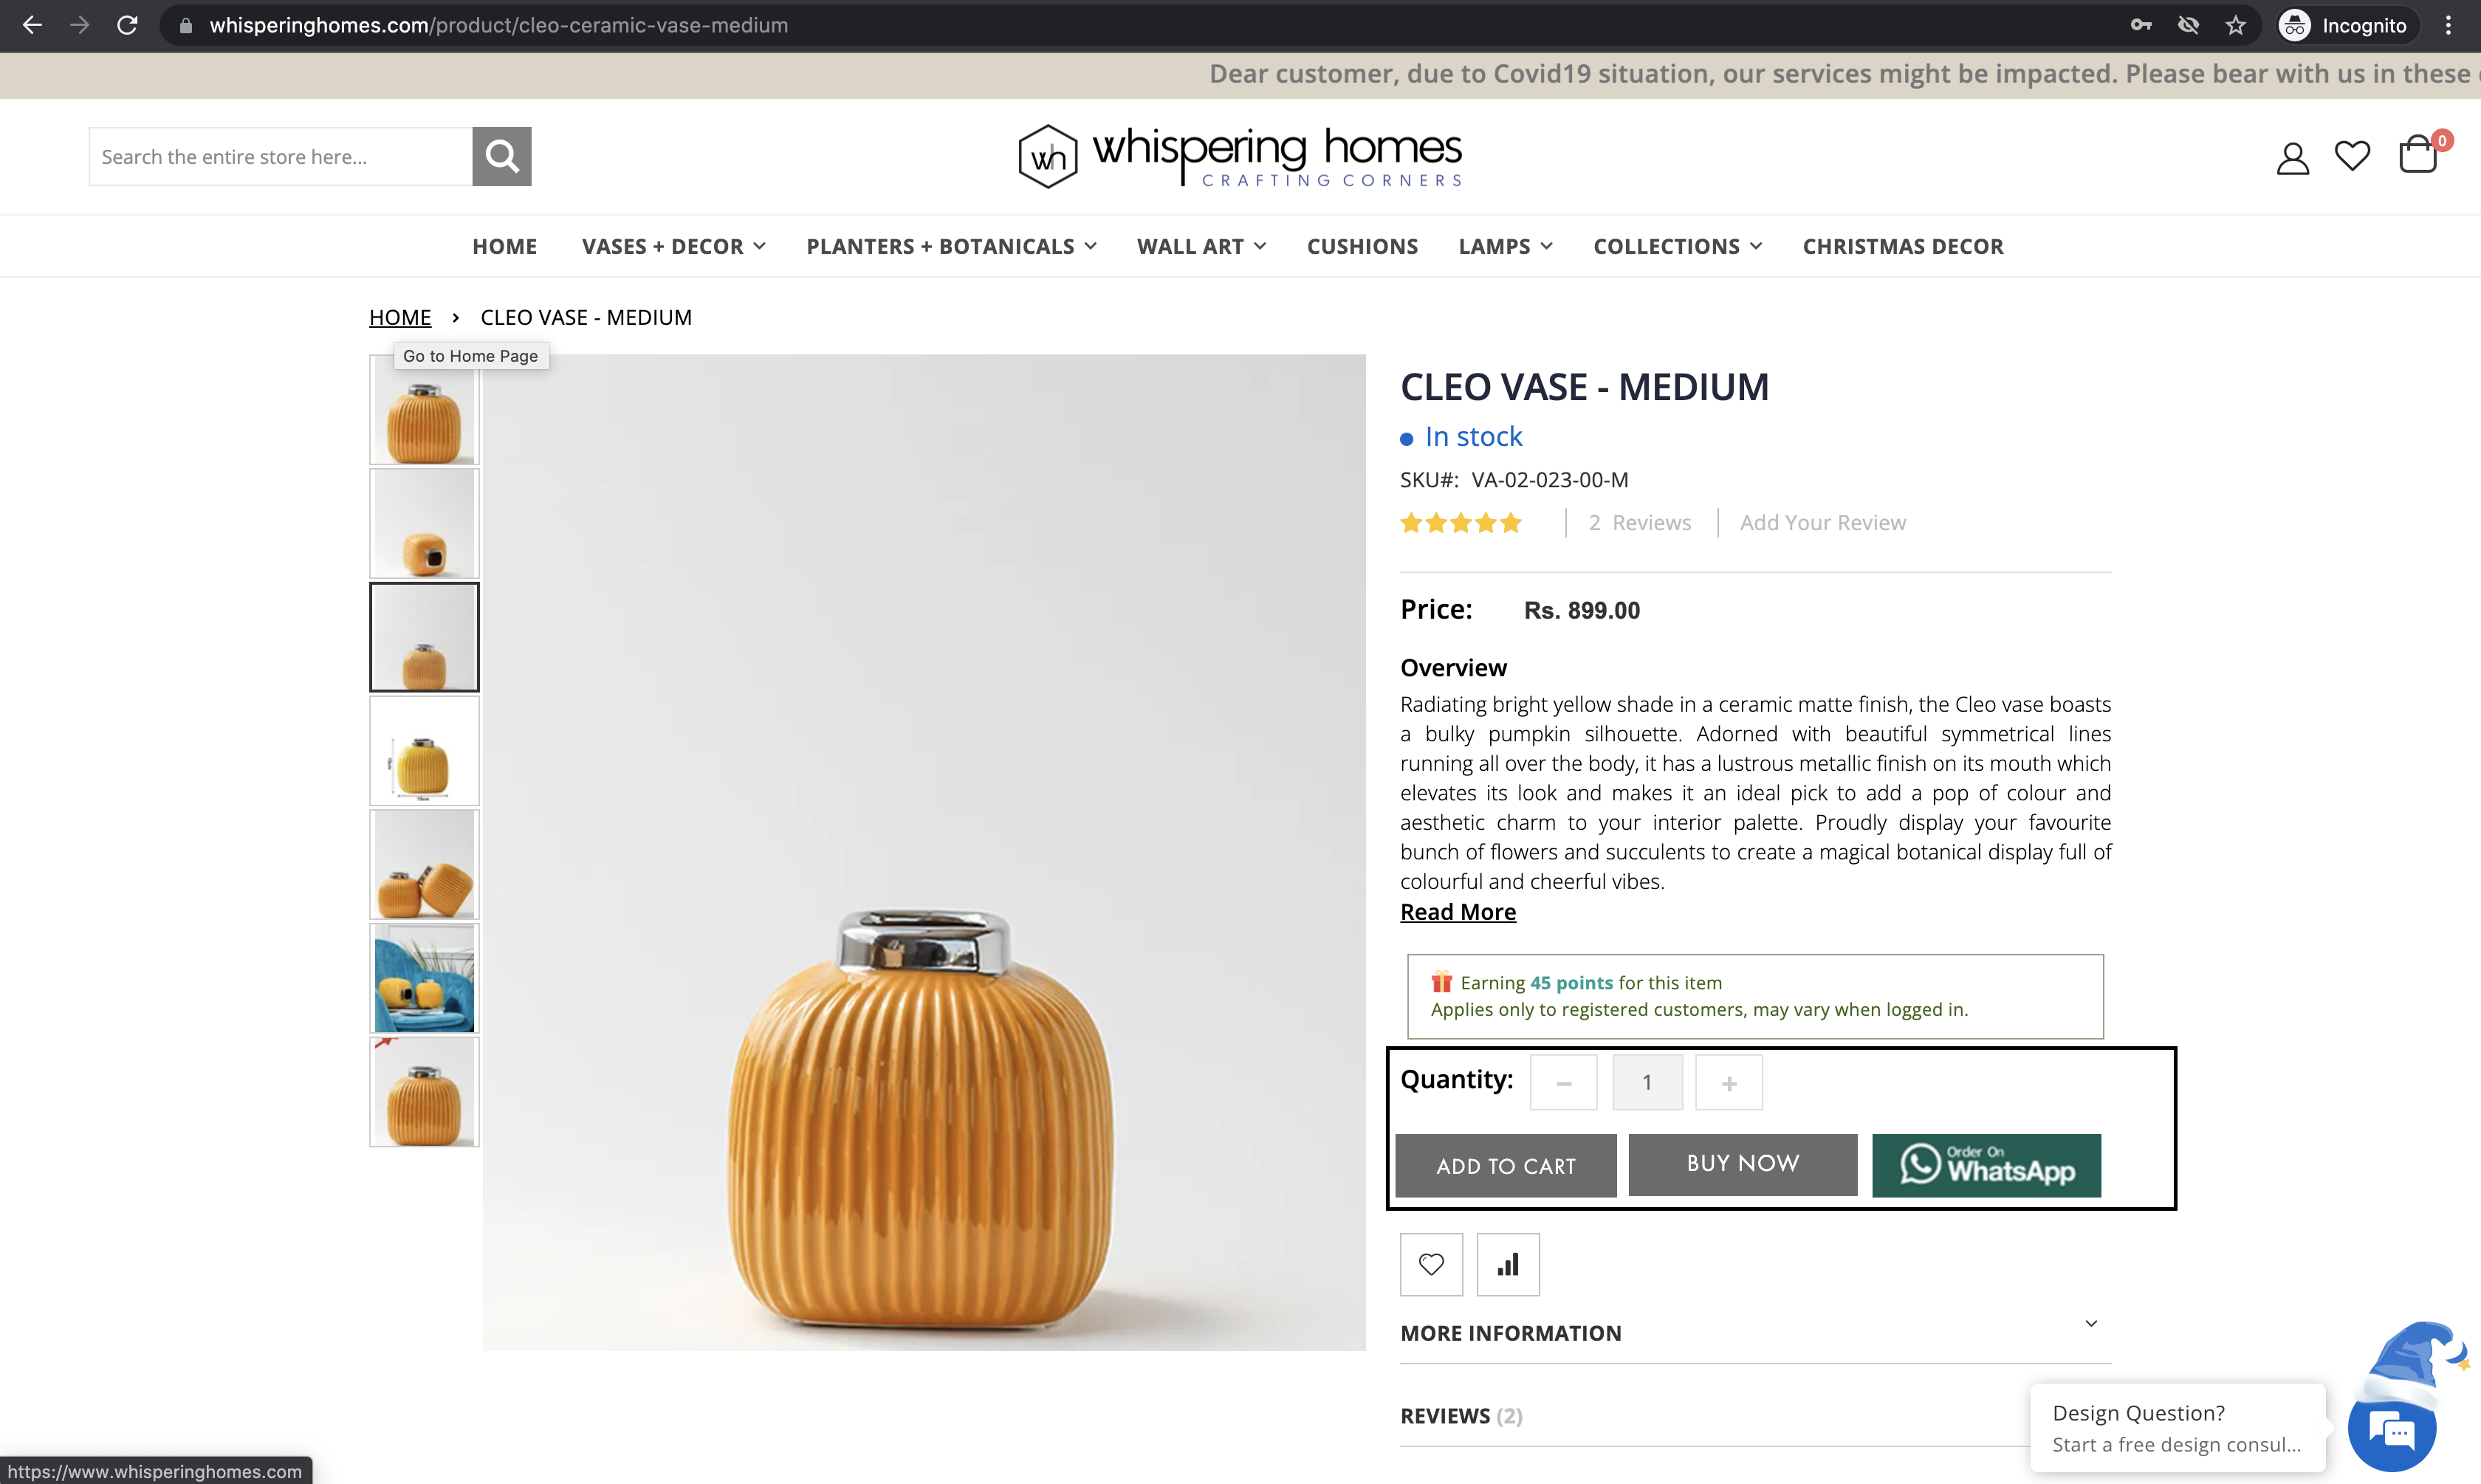 whisperinghomes.com/product/cleo-ceramic-vase-medium
Incognito
Dear customer, due to Covid19 situation, our services might be impacted. Please bear with us in these
Search the entire store here...
wh
whispering homes
CRAFTING CORNERS
0
HOME VASES + DECOR PLANTERS + BOTANICALS WALL ART CUSHIONS LAMPS COLLECTIONS CHRISTMAS DECOR
HOME > CLEO VASE - MEDIUM
Go to Home Page
CLEO VASE - MEDIUM
In stock
SKU#: VA-02-023-00-M
2 Reviews Add Your Review
Price: Rs. 899.00
Overview
Radiating bright yellow shade in a ceramic matte finish, the Cleo vase boasts
a bulky pumpkin silhouette. Adorned with beautiful symmetrical lines
running all over the body, it has a lustrous metallic finish on its mouth which
elevates its look and makes it an ideal pick to add a pop of colour and
aesthetic charm to your interior palette. Proudly display your favourite
bunch of flowers and succulents to create a magical botanical display full of
colourful and cheerful vibes.
Read More
Earning 45 points for this item
Applies only to registered customers, may vary when logged in.
Quantity: − 1 +
ADD TO CART BUY NOW Order On WhatsApp
MORE INFORMATION
REVIEWS (2)
Design Question?
Start a free design consul...
https://www.whisperinghomes.com